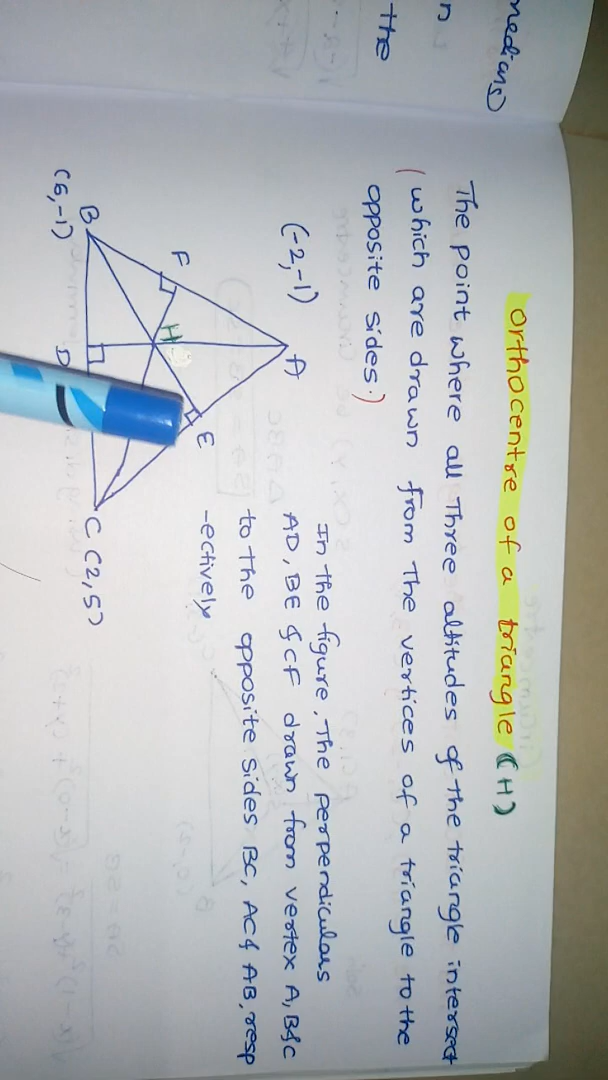 medians)
n
the
Orthocentre of a triangle (H)
The point where all Three altitudes of the triangle intersect
(which are drawn from The vertices of a triangle to the
opposite sides.)
A
(-2,-1)
F
H
E
B
(6,-1)
D
C (2,5)
In the figure, The perpendiculars
AD, BE & CF drawn from vertex A, B & C
to the opposite sides BC, AC & AB, resp
-ectively